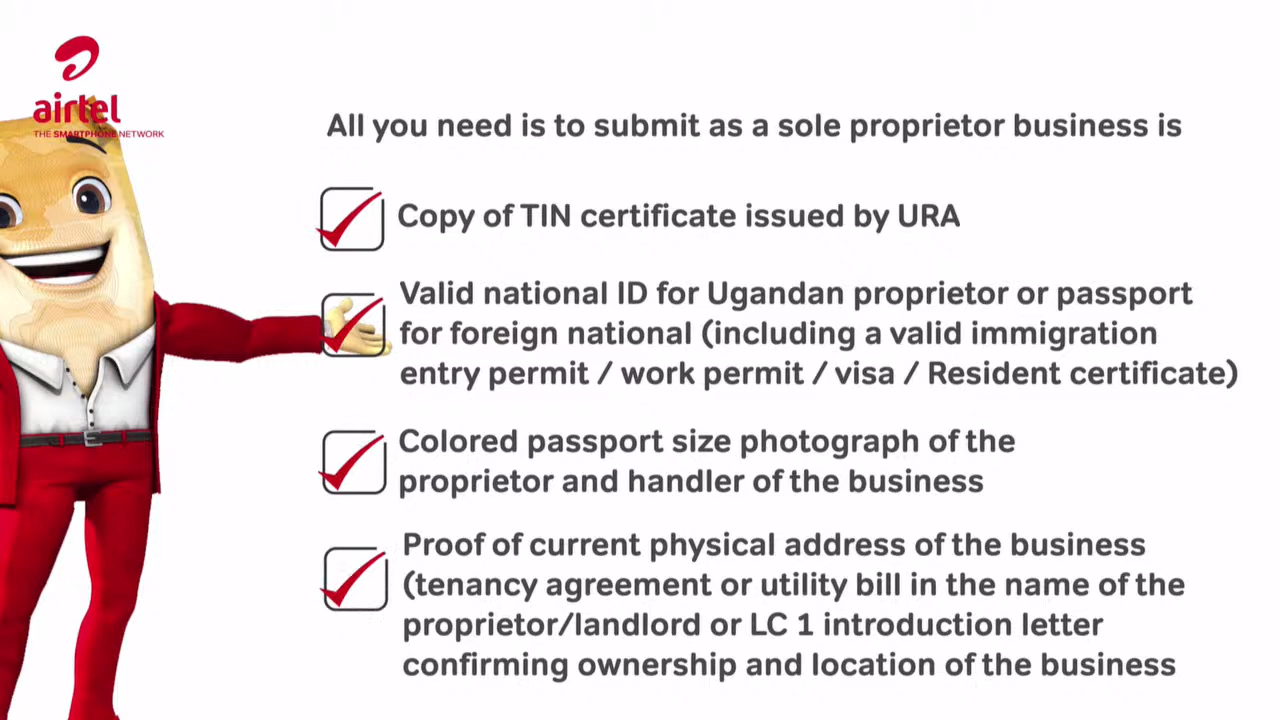 airtel
THE SMARTPHONE NETWORK
All you need is to submit as a sole proprietor business is
Copy of TIN certificate issued by URA
Valid national ID for Ugandan proprietor or passport
for foreign national (including a valid immigration
entry permit / work permit / visa / Resident certificate)
Colored passport size photograph of the
proprietor and handler of the business
Proof of current physical address of the business
(tenancy agreement or utility bill in the name of the
proprietor/landlord or LC 1 introduction letter
confirming ownership and location of the business